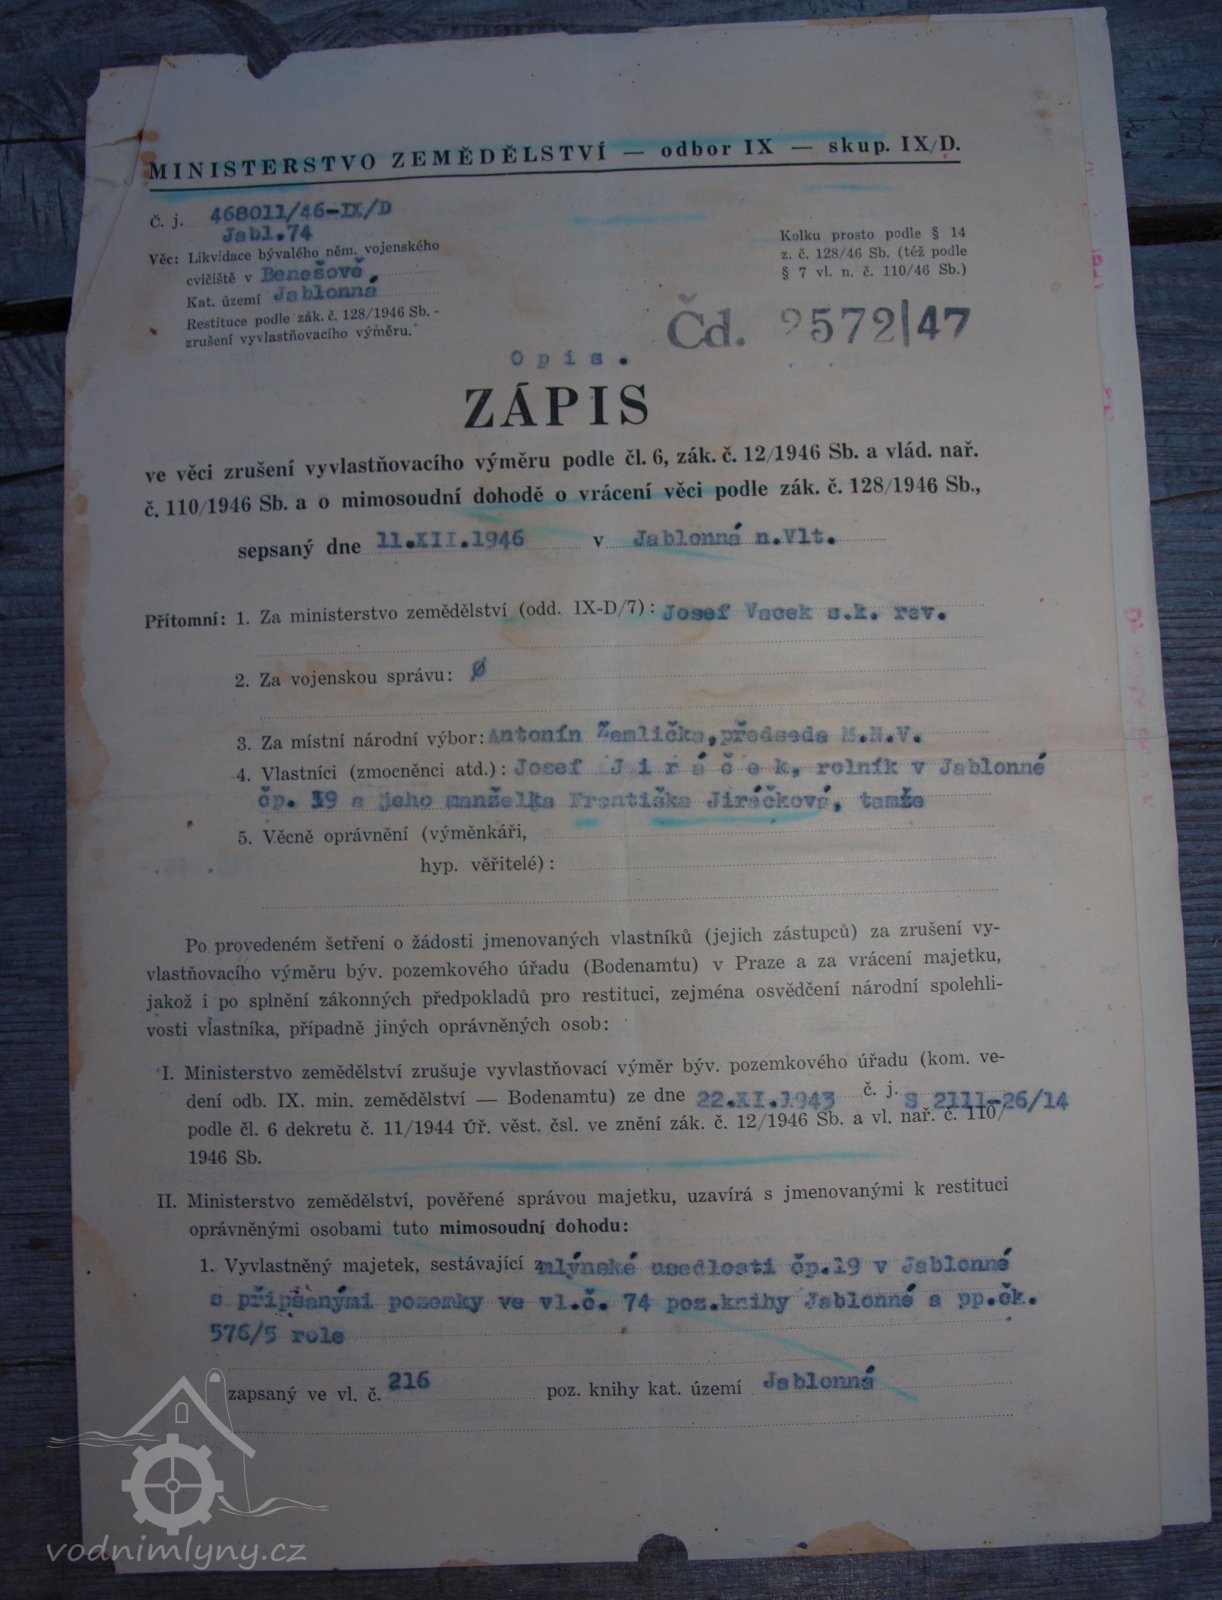 MINISTERSTVO ZEMĚDĚLSTVÍ — odbor IX — skup. IX/D.
Č. j. 468011/46-IX/D
Jabl.74
Věc: Likvidace bývalého něm. vojenského
cvičiště v Benešově
Kat. území Jablonná
Restituce podle zák. č. 128/1946 Sb. -
zrušení vyvlastňovacího výměru.
Kolku prosto podle § 14
z. č. 128/46 Sb. (též podle
§ 7 vl. n. č. 110/46 Sb.)
Čd. 2572/47
Opis.
ZÁPIS
ve věci zrušení vyvlastňovacího výměru podle čl. 6, zák. č. 12/1946 Sb. a vlád. nař.
č. 110/1946 Sb. a o mimosoudní dohodě o vrácení věci podle zák. č. 128/1946 Sb.,
sepsaný dne 11.XII.1946 v Jablonná n.Vlt.
Přítomni: 1. Za ministerstvo zemědělství (odd. IX-D/7): Josef Vacek s.k. rev.
2. Za vojenskou správu: Ø
3. Za místní národní výbor: Antonín Žemlička, předseda M.N.V.
4. Vlastníci (zmocněnci atd.): Josef Jiráček, rolník v Jablonné
čp. 19 a jeho manželka Františka Jiráčková, tamže
5. Věcně oprávnění (výměnkáři,
hyp. věřitelé):
Po provedeném šetření o žádosti jmenovaných vlastníků (jejich zástupců) za zrušení vy-
vlastňovacího výměru býv. pozemkového úřadu (Bodenamtu) v Praze a za vrácení majetku,
jakož i po splnění zákonných předpokladů pro restituci, zejména osvědčení národní spolehli-
vosti vlastníka, případně jiných oprávněných osob:
I. Ministerstvo zemědělství zrušuje vyvlastňovací výměr býv. pozemkového úřadu (kom. ve-
dení odb. IX. min. zemědělství — Bodenamtu) ze dne 22.XI.1943 č. j. S 2111-26/14
podle čl. 6 dekretu č. 11/1944 Úř. věst. čsl. ve znění zák. č. 12/1946 Sb. a vl. nař. č. 110/
1946 Sb.
II. Ministerstvo zemědělství, pověřené správou majetku, uzavírá s jmenovanými k restituci
oprávněnými osobami tuto mimosoudní dohodu:
1. Vyvlastněný majetek, sestávající z mlýnské usedlosti čp.19 v Jablonné
s připsanými pozemky ve vl.č. 74 poz.knihy Jablonné a pp.čk.
576/5 role
zapsaný ve vl. č. 216 poz. knihy kat. území Jablonná
vodnimlyny.cz